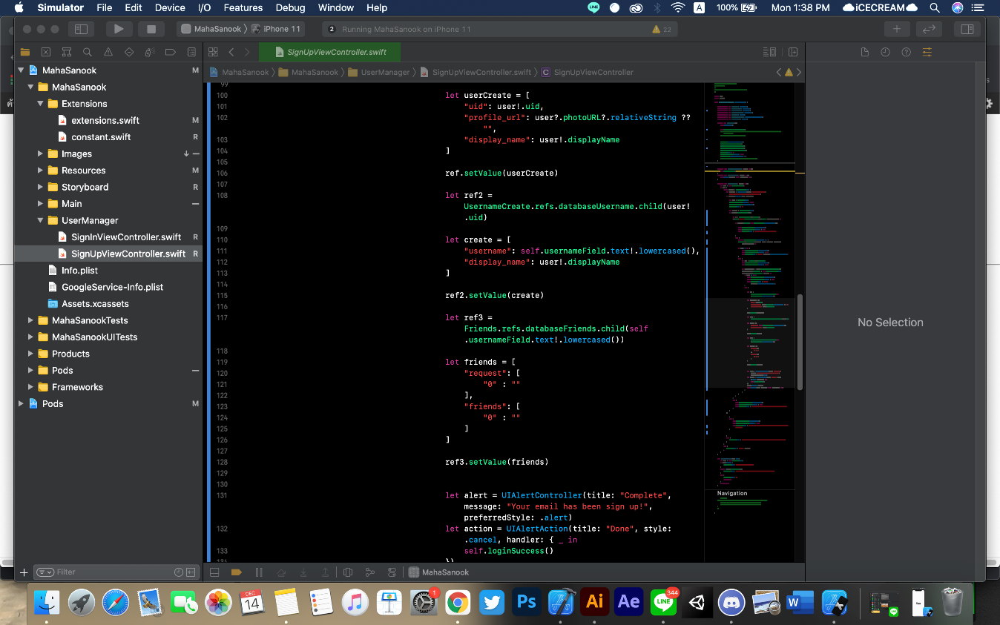 Simulator File Edit Device I/O Features Debug Window Help LINE A 100% Mon 1:38 PM ☁iCECREAM☁
MahaSanook 〉 iPhone 11
2 Running MahaSanook on iPhone 11 22
SignUpViewController.swift
MahaSanook 〉 MahaSanook 〉 UserManager 〉 SignUpViewController.swift 〉 C SignUpViewController
MahaSanook M
MahaSanook
Extensions
extensions.swift M
constant.swift R
Images
Resources M
Storyboard
Main
UserManager
SignInViewController.swift R
SignUpViewController.swift R
Info.plist
GoogleService-Info.plist
Assets.xcassets
MahaSanookTests
MahaSanookUITests
Products
Pods
Frameworks
Pods M
Filter
99
100 let userCreate = [
101 "uid": user!.uid,
102 "profile_url": user?.photoURL?.relativeString ??
"",
103 "display_name": user!.displayName
104 ]
105
106 ref.setValue(userCreate)
107
108 let ref2 =
UsernameCreate.refs.databaseUsername.child(user!
.uid)
109
110 let create = [
111 "username": self.usernameField.text!.lowercased(),
112 "display_name": user!.displayName
113 ]
114
115 ref2.setValue(create)
116
117 let ref3 =
Friends.refs.databaseFriends.child(self
.usernameField.text!.lowercased())
118
119 let friends = [
120 "request": [
121 "0" : ""
122 ],
123 "friends": [
124 "0" : ""
125 ]
126 ]
127
128 ref3.setValue(friends)
129
130
131 let alert = UIAlertController(title: "Complete",
message: "Your email has been sign up!",
preferredStyle: .alert)
132 let action = UIAlertAction(title: "Done", style:
.cancel, handler: { _ in
133 self.loginSuccess()
134 })
Navigation
No Selection
MahaSanook
DEC
14
1
Ps
Ai
Ae
LINE
344
W